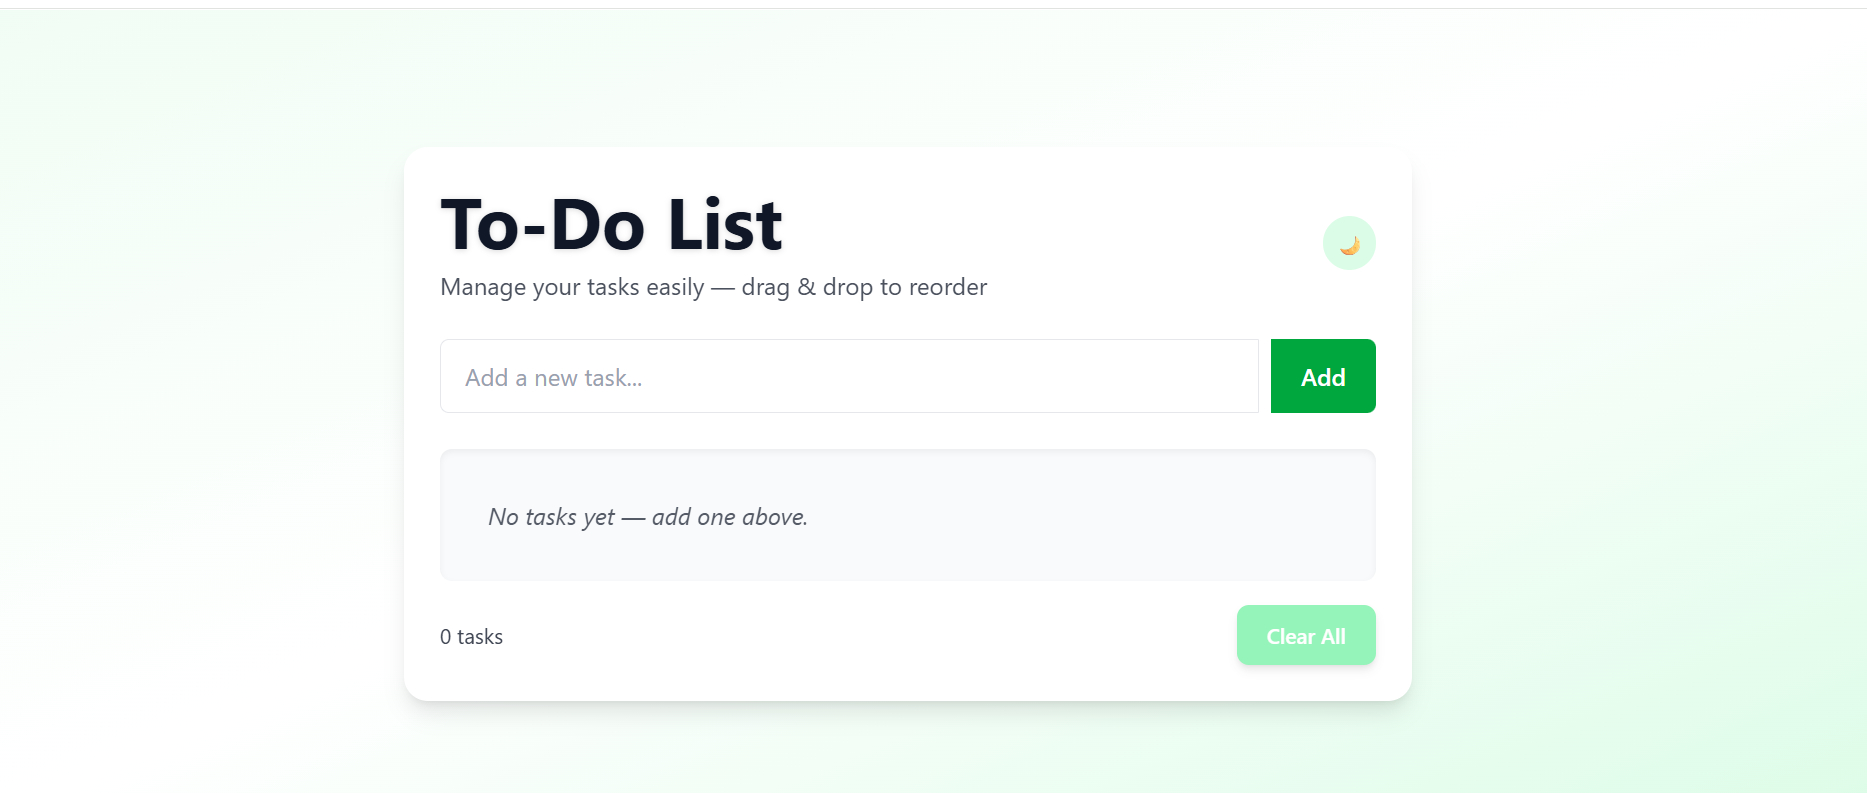 To-Do List
Manage your tasks easily — drag & drop to reorder
Add a new task...
Add
No tasks yet — add one above.
0 tasks
Clear All